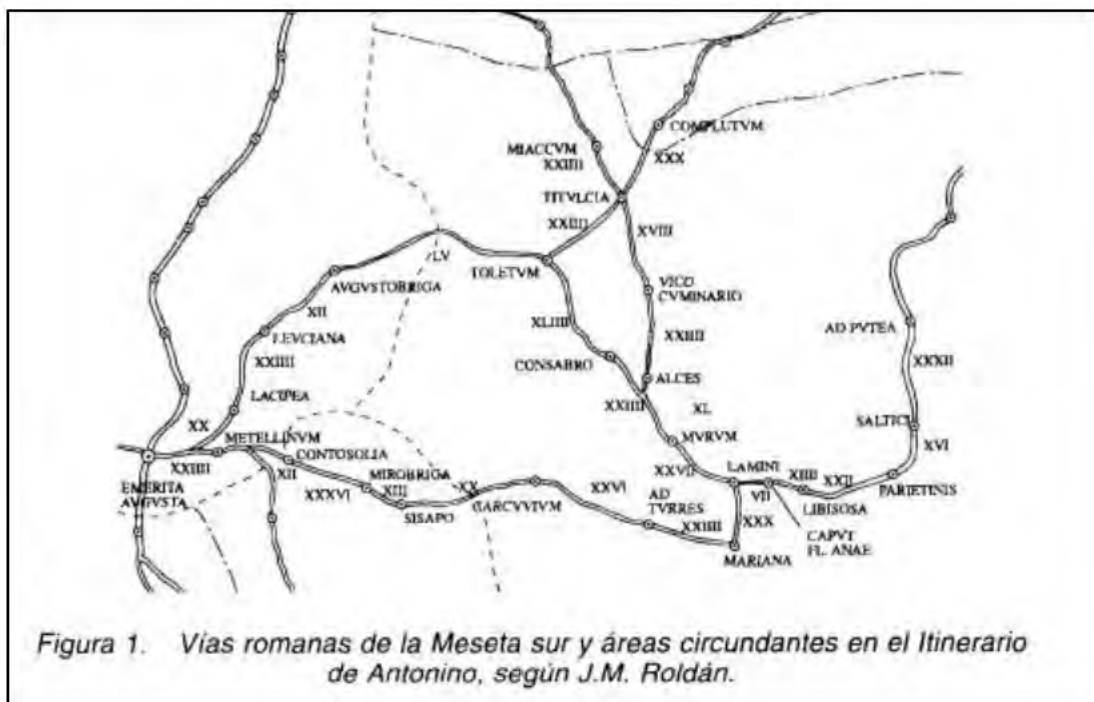 COMPLVTVM
MIACCVM
XXIIII
XXX
TITVLCIA
XXIIII
XVIII
LV
TOLETVM
AVGVSTOBRIGA
VICO
CVMINARIO
XII
LEVCIANA
XLIIII
AD PVTEA
XXIIII
CONSABRO
XXIIII
XXXII
ALCES
LACIPEA
XXIIII
XL
SALTICI
XX
METELLINVM
MVRVM
XVI
XXIIII
CONTOSOLIA
XXVII
LAMINI
EMERITA
AVGVSTA
XII
MIROBRIGA
XX
XXVI
AD
TVRRES
XIIII
XXII
PARIETINIS
XXXVI
XIII
CARCVVIVM
VII
LIBISOSA
SISAPO
XXIIII
XXX
CAPVT
FL. ANAE
MARIANA
Figura 1. Vías romanas de la Meseta sur y áreas circundantes en el Itinerario
de Antonino, según J.M. Roldán.